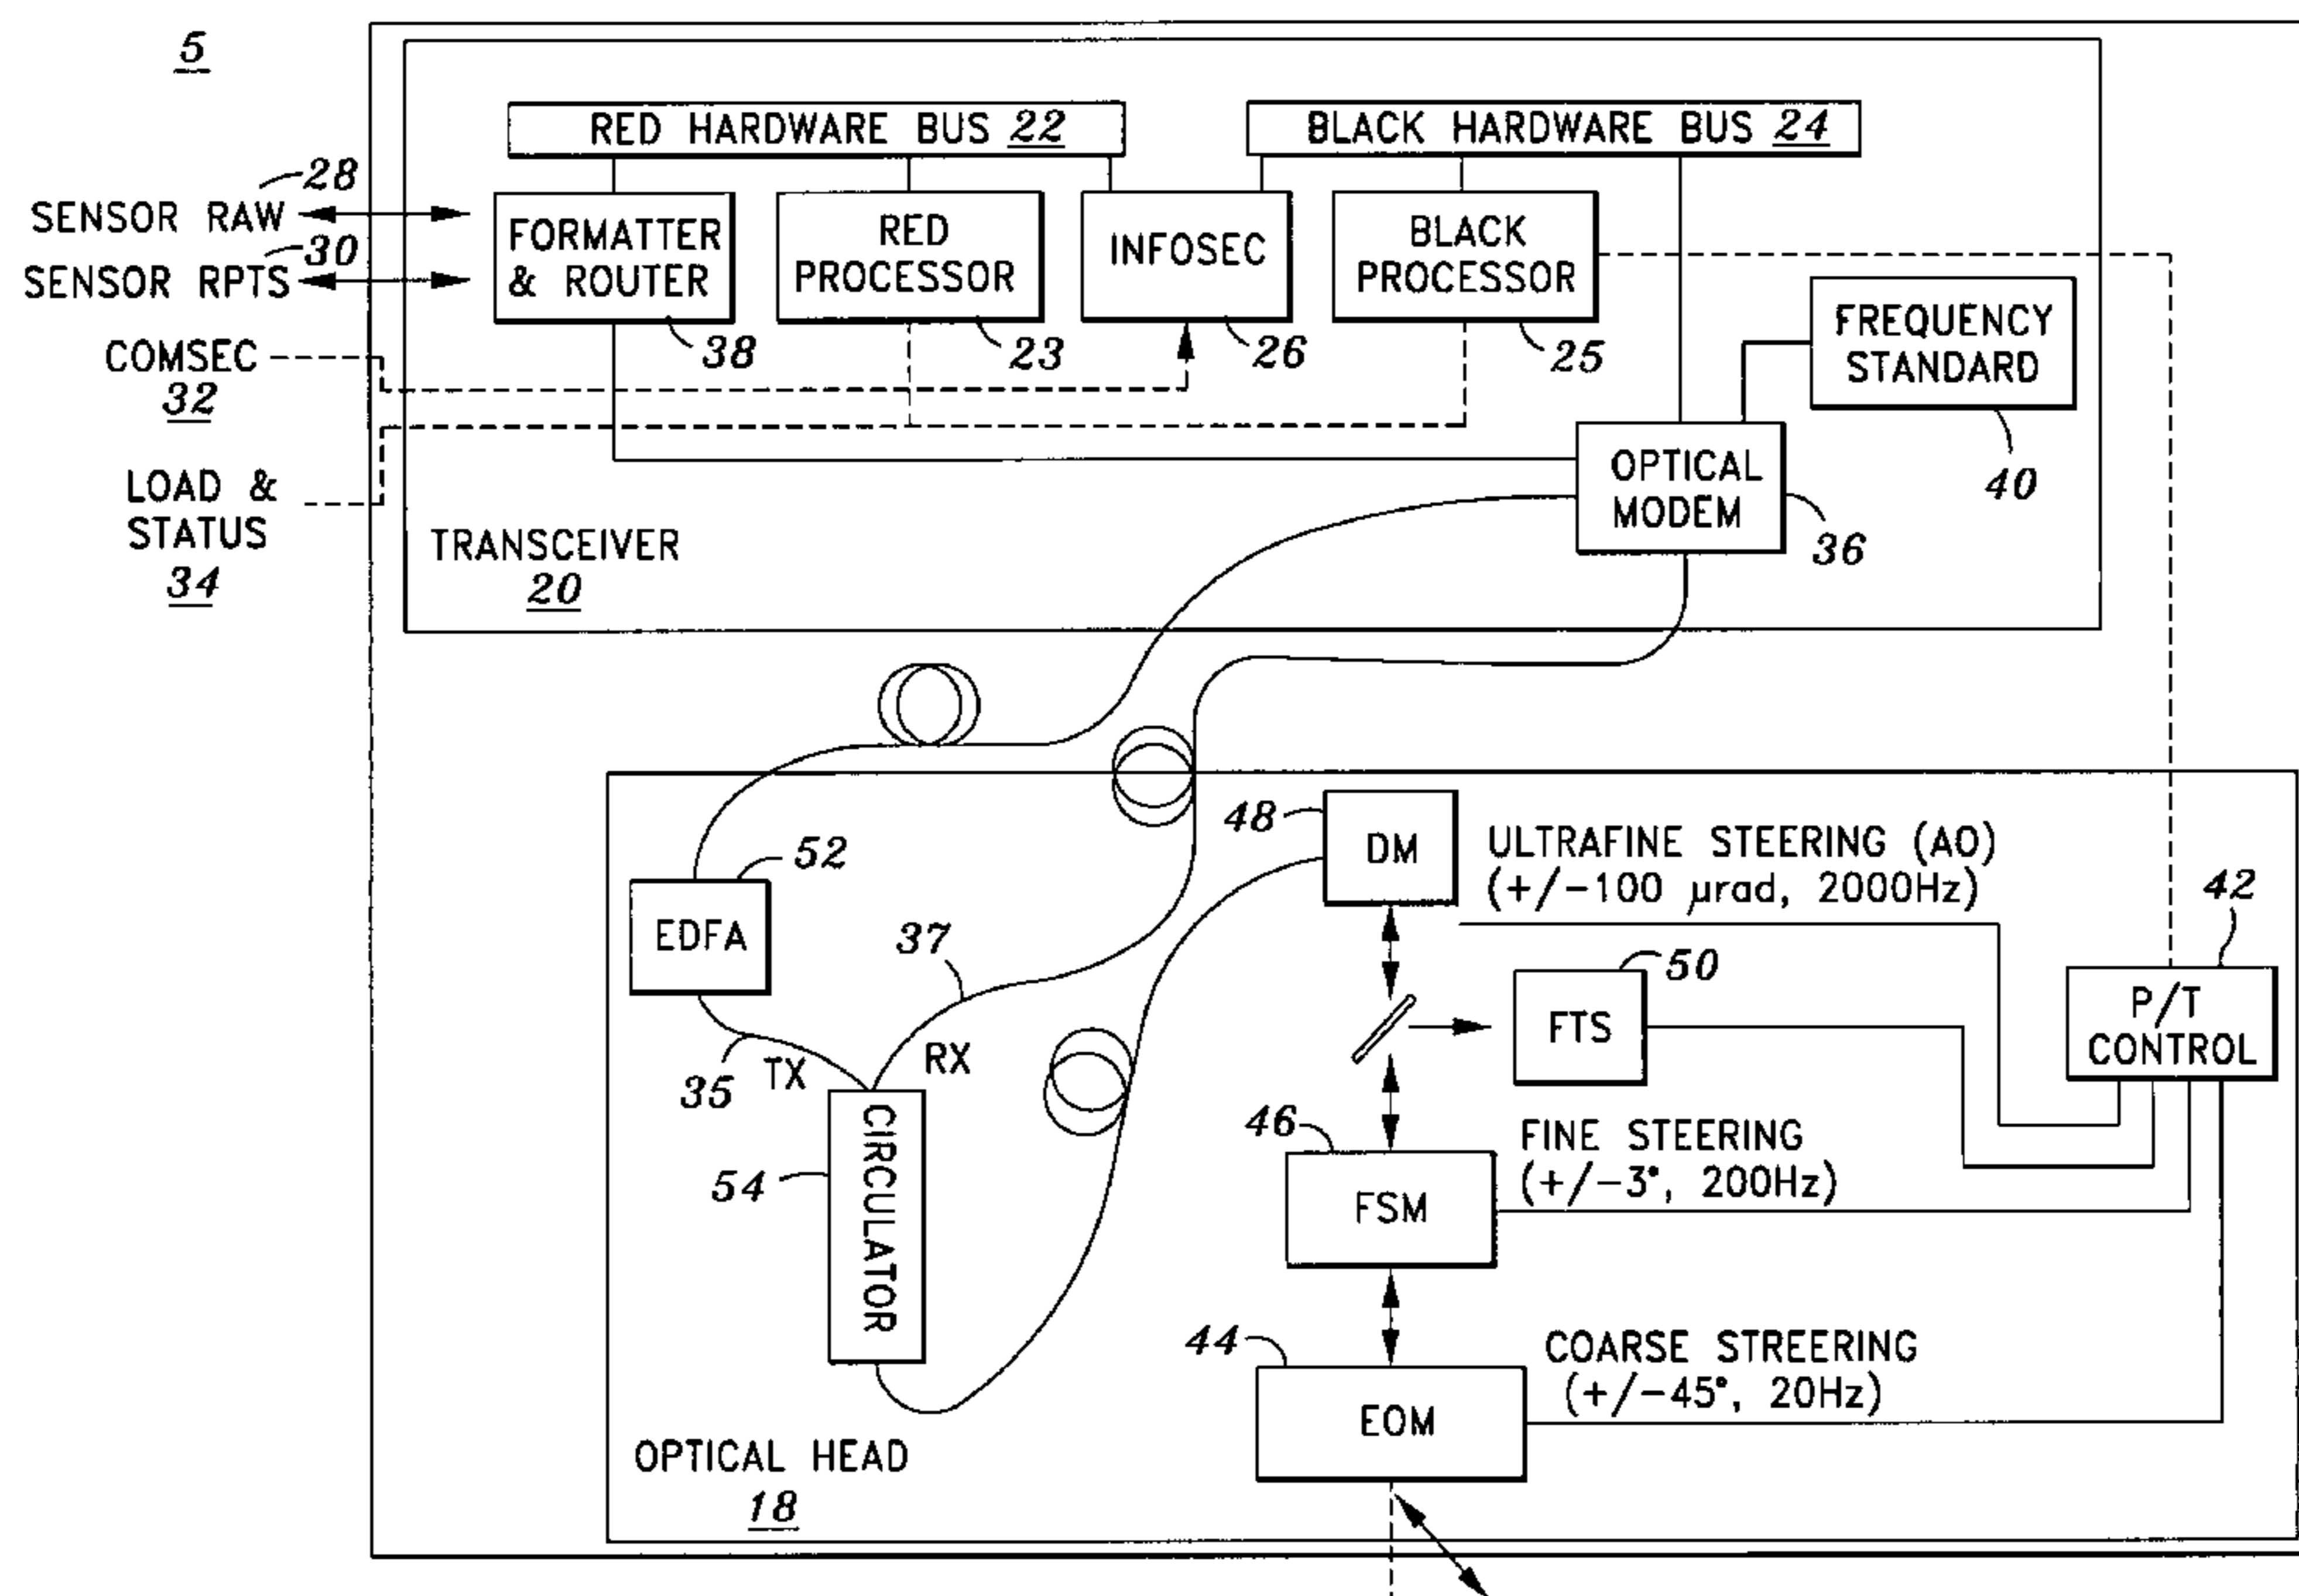 5
RED HARDWARE BUS 22
BLACK HARDWARE BUS 24
28
SENSOR RAW
30
SENSOR RPTS
FORMATTER
& ROUTER
38
RED
PROCESSOR
23
INFOSEC
26
BLACK
PROCESSOR
25
FREQUENCY
STANDARD
40
COMSEC
32
LOAD &
STATUS
34
OPTICAL
MODEM
36
TRANSCEIVER
20
48
DM
ULTRAFINE STEERING (AO)
(+/-100 µrad, 2000Hz)
52
EDFA
42
P/T
CONTROL
37
50
FTS
35
TX
RX
CIRCULATOR
54
46
FSM
FINE STEERING
(+/-3°, 200Hz)
44
EOM
COARSE STREERING
(+/-45°, 20Hz)
OPTICAL HEAD
18